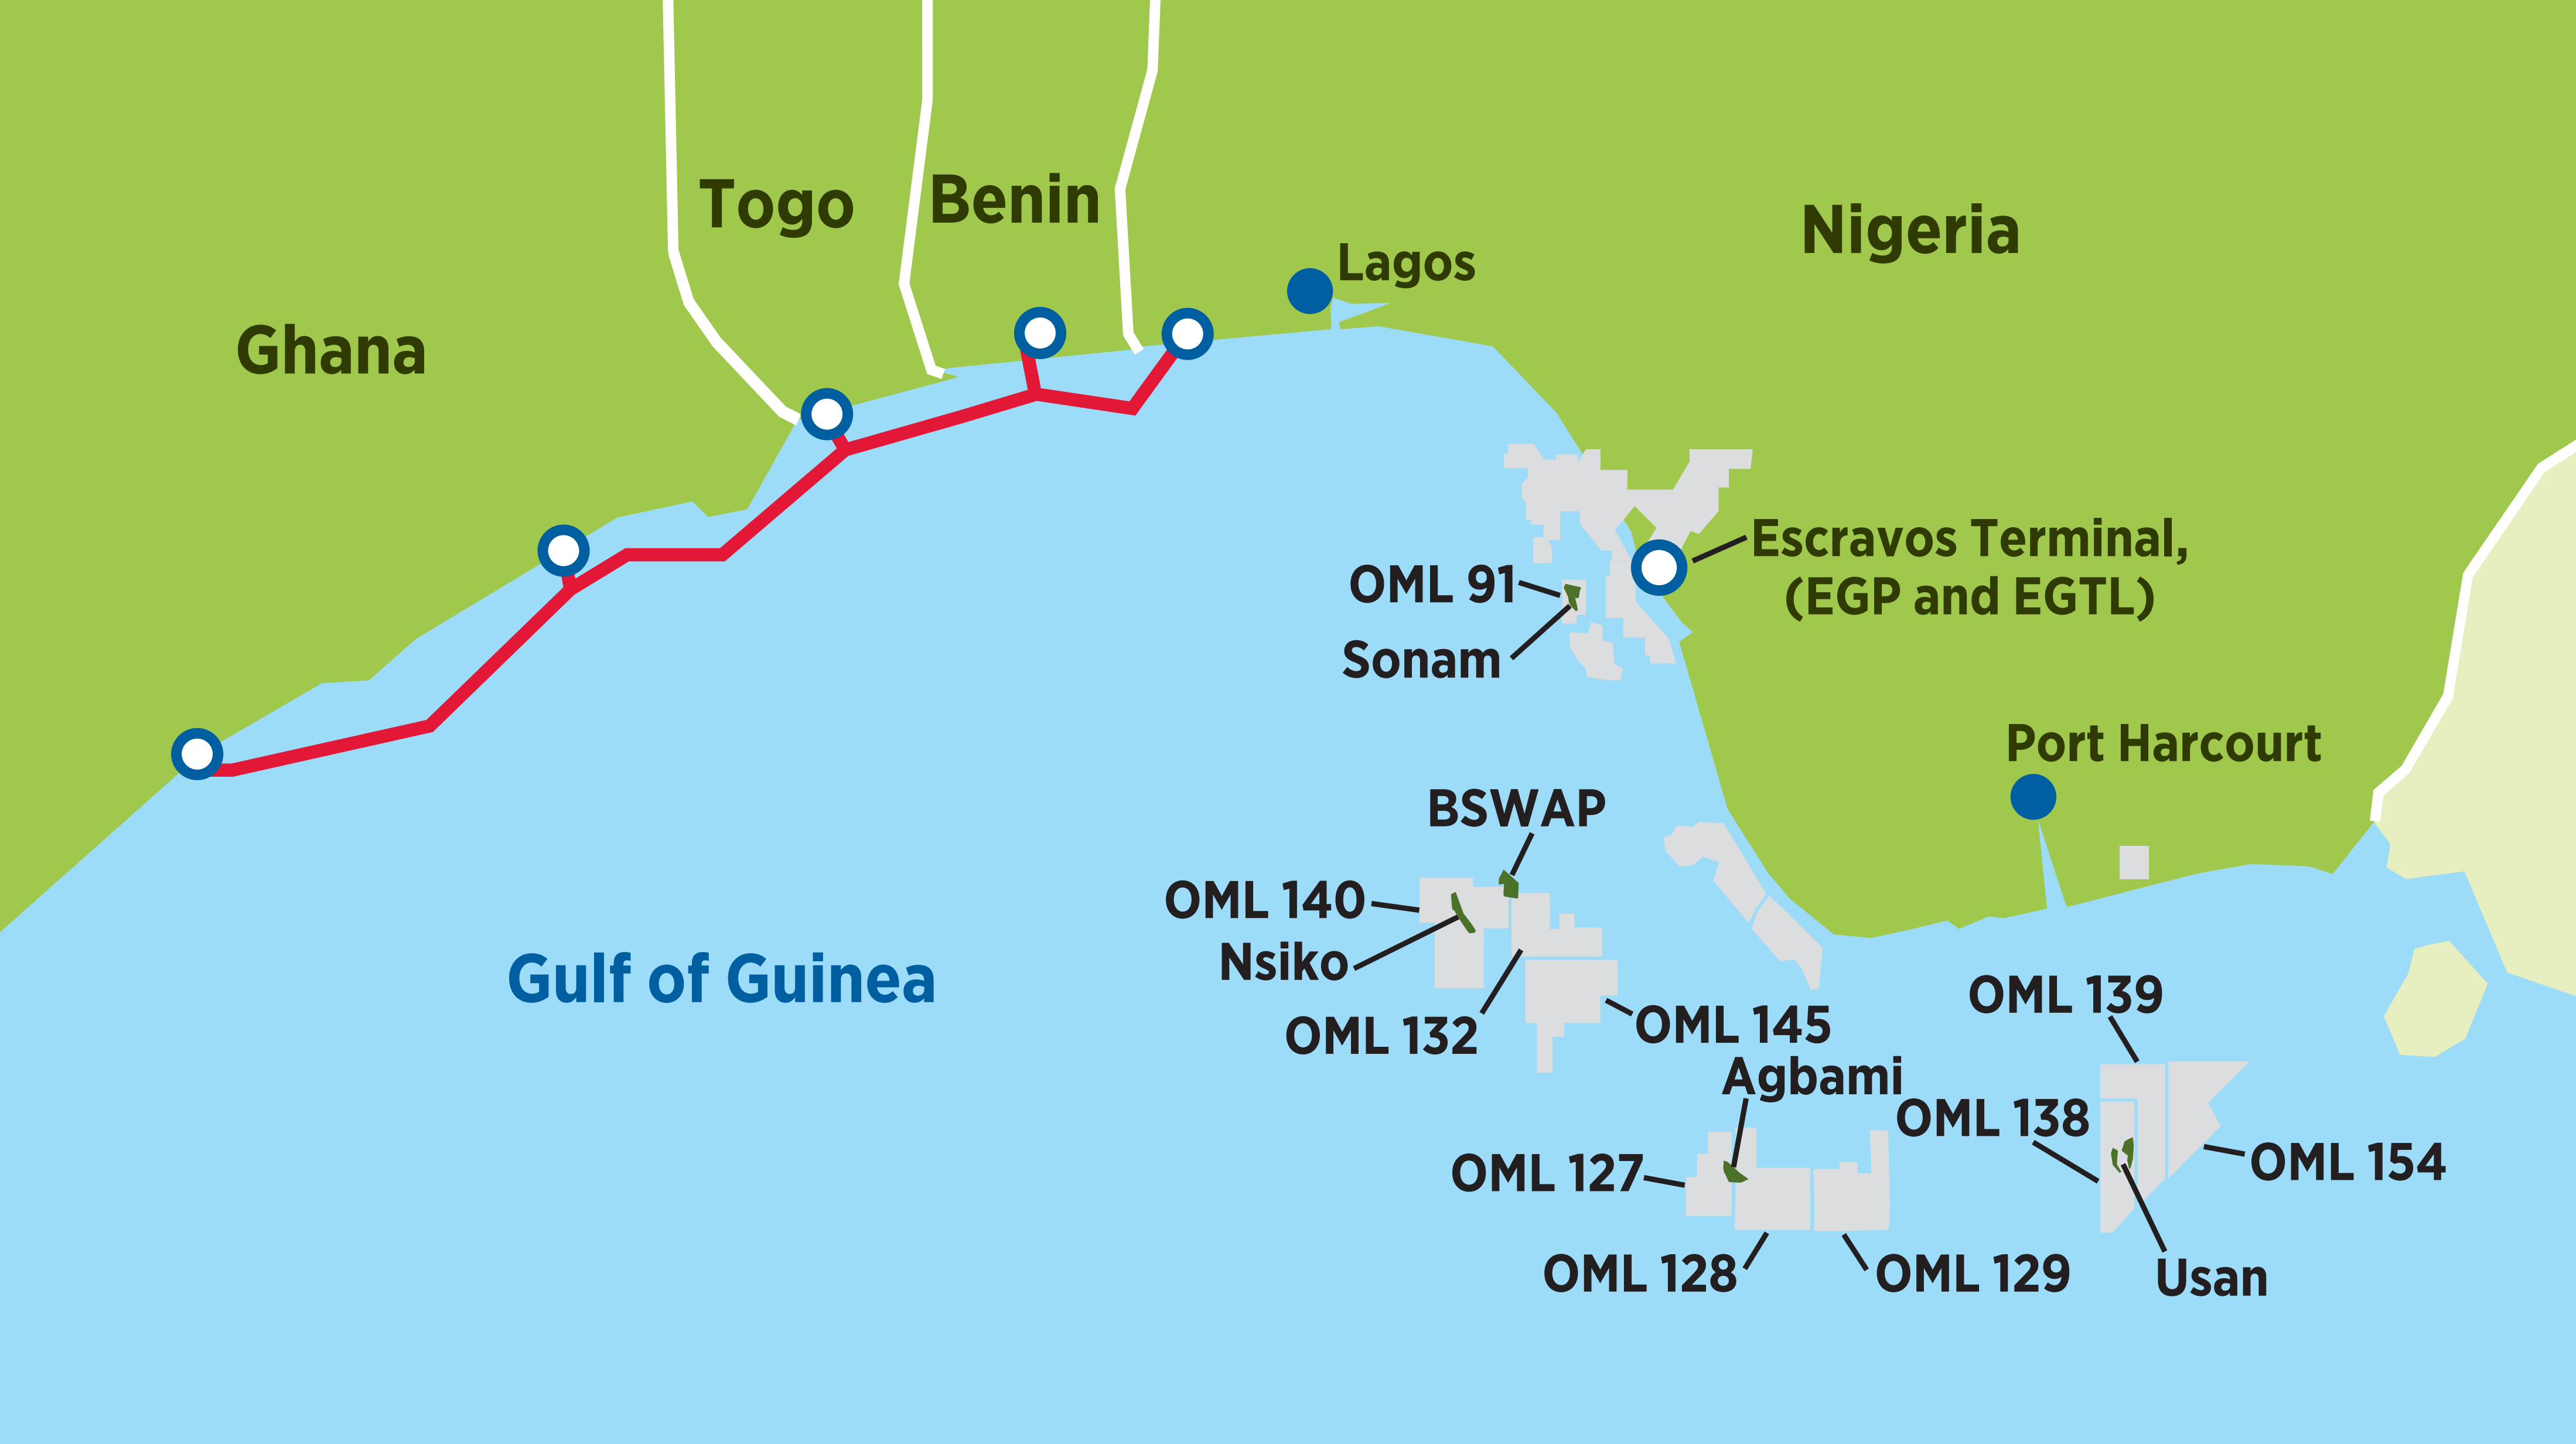 Togo
Benin
Nigeria
Lagos
Ghana
Escravos Terminal,
(EGP and EGTL)
OML 91
Sonam
Port Harcourt
BSWAP
OML 140
Nsiko
Gulf of Guinea
OML 132
OML 145
OML 139
Agbami
OML 138
OML 154
OML 127
OML 128
OML 129
Usan